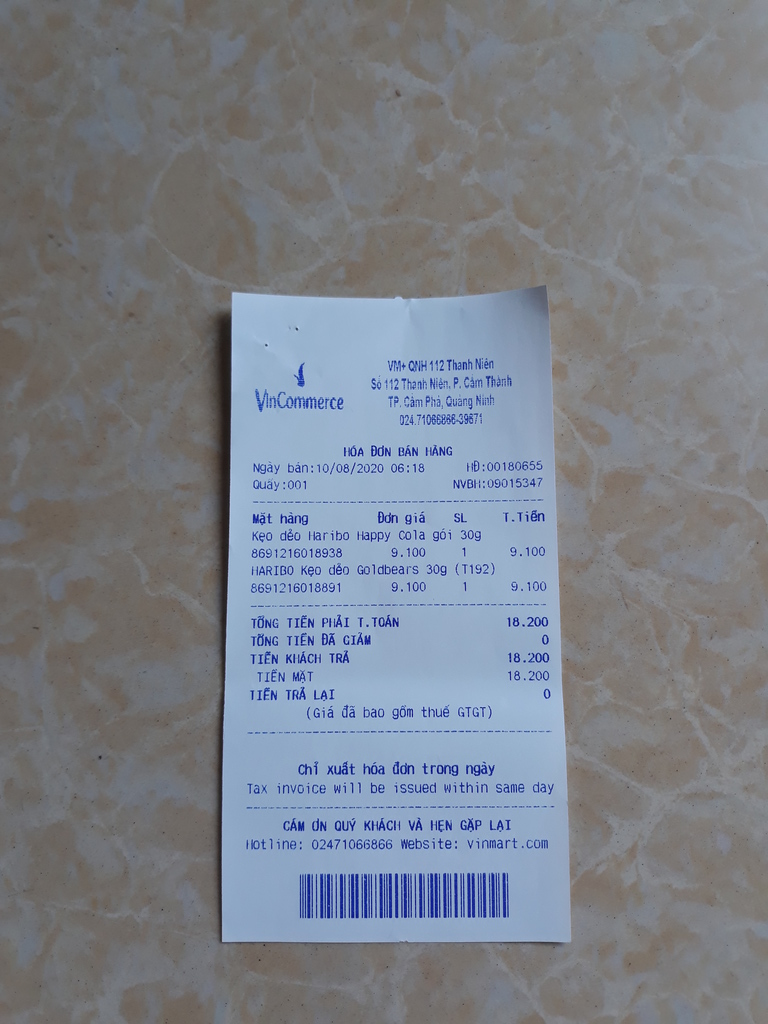 VinCommerce
VM+ QNH 112 Thanh Niên
Số 112 Thanh Niên, P. Cẩm Thành
TP. Cẩm Phả, Quảng Ninh
024.71066866-39671
HÓA ĐƠN BÁN HÀNG
Ngày bán:10/08/2020 06:18 HĐ:00180655
Quầy:001 NVBH:09015347
Mặt hàng Đơn giá SL T.Tiền
Kẹo dẻo Haribo Happy Cola gói 30g
8691216018938 9.100 1 9.100
HARIBO Kẹo dẻo Goldbears 30g (T192)
8691216018891 9.100 1 9.100
TỔNG TIỀN PHẢI T.TOÁN 18.200
TỔNG TIỀN ĐÃ GIẢM 0
TIỀN KHÁCH TRẢ 18.200
TIỀN MẶT 18.200
TIỀN TRẢ LẠI 0
(Giá đã bao gồm thuế GTGT)
Chỉ xuất hóa đơn trong ngày
Tax invoice will be issued within same day
CẢM ƠN QUÝ KHÁCH VÀ HẸN GẶP LẠI
Hotline: 02471066866 Website: vinmart.com